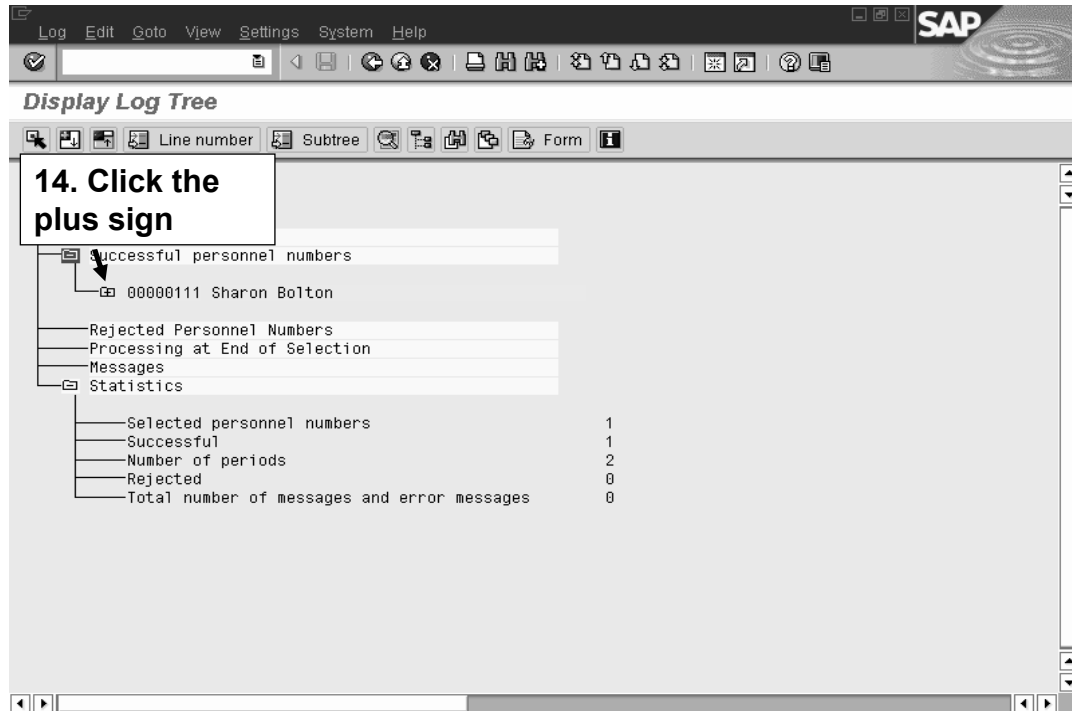 Log Edit Goto View Settings System Help
SAP
Display Log Tree
Line number Subtree Form
14. Click the
plus sign
Successful personnel numbers
00000111 Sharon Bolton
Rejected Personnel Numbers
Processing at End of Selection
Messages
Statistics
Selected personnel numbers 1
Successful 1
Number of periods 2
Rejected 0
Total number of messages and error messages 0